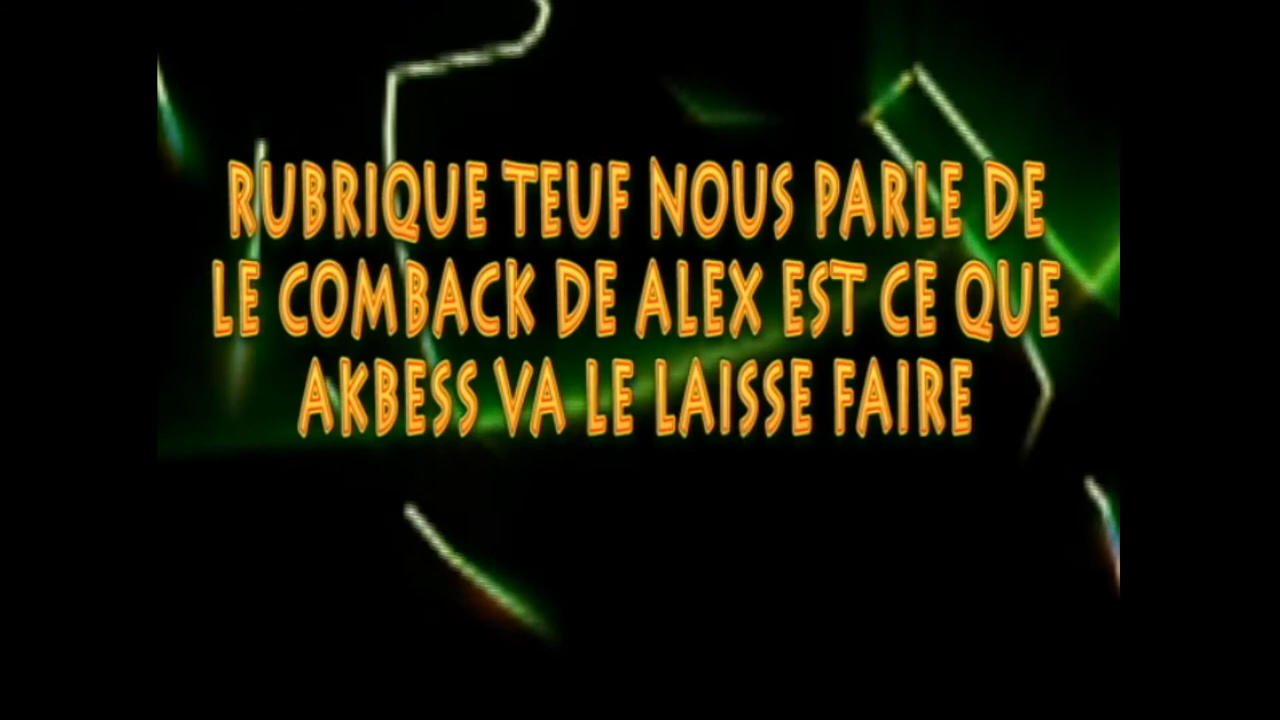 RUBRIQUE TEUF NOUS PARLE DE
LE COMBACK DE ALEX EST CE QUE
AKBESS VA LE LAISSE FAIRE